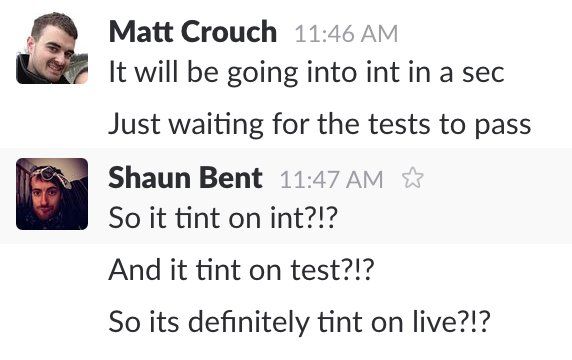 Matt Crouch 11:46 AM
It will be going into int in a sec
Just waiting for the tests to pass
Shaun Bent 11:47 AM
So it tint on int?!?
And it tint on test?!?
So its definitely tint on live?!?